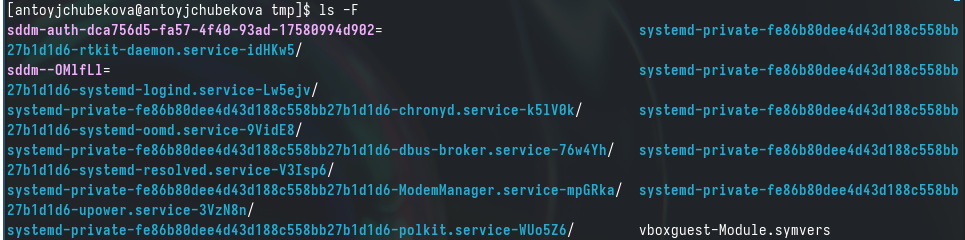 [antoyjchubekova@antoyjchubekova tmp]$ ls -F
sddm-auth-dca756d5-fa57-4f40-93ad-17580994d902= systemd-private-fe86b80dee4d43d188c558bb
27b1d1d6-rtkit-daemon.service-idHKw5/
sddm--OMlfLl= systemd-private-fe86b80dee4d43d188c558bb
27b1d1d6-systemd-logind.service-Lw5ejv/
systemd-private-fe86b80dee4d43d188c558bb27b1d1d6-chronyd.service-k5lV0k/ systemd-private-fe86b80dee4d43d188c558bb
27b1d1d6-systemd-oomd.service-9VidE8/
systemd-private-fe86b80dee4d43d188c558bb27b1d1d6-dbus-broker.service-76w4Yh/ systemd-private-fe86b80dee4d43d188c558bb
27b1d1d6-systemd-resolved.service-V3Isp6/
systemd-private-fe86b80dee4d43d188c558bb27b1d1d6-ModemManager.service-mpGRka/ systemd-private-fe86b80dee4d43d188c558bb
27b1d1d6-upower.service-3VzN8n/
systemd-private-fe86b80dee4d43d188c558bb27b1d1d6-polkit.service-WUo5Z6/ vboxguest-Module.symvers